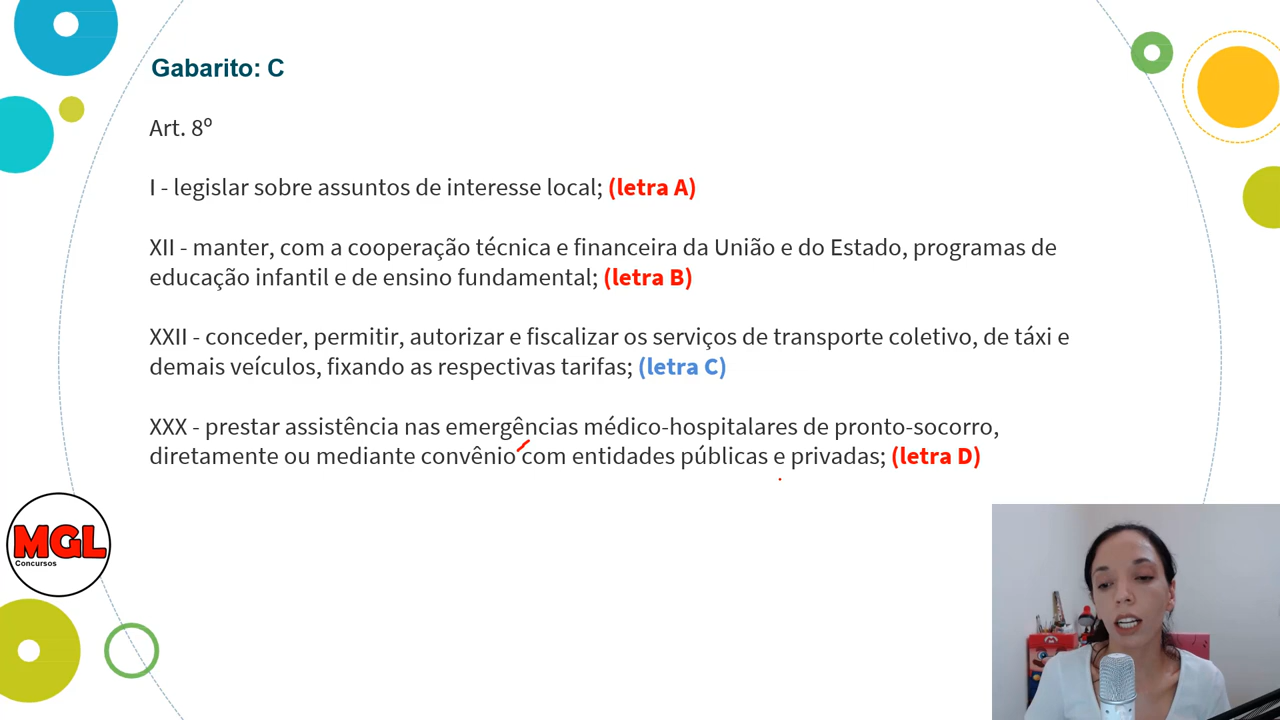 Gabarito: C
Art. 8º
I - legislar sobre assuntos de interesse local; (letra A)
XII - manter, com a cooperação técnica e financeira da União e do Estado, programas de
educação infantil e de ensino fundamental; (letra B)
XXII - conceder, permitir, autorizar e fiscalizar os serviços de transporte coletivo, de táxi e
demais veículos, fixando as respectivas tarifas; (letra C)
XXX - prestar assistência nas emergências médico-hospitalares de pronto-socorro,
diretamente ou mediante convênio com entidades públicas e privadas; (letra D)
MGL
Concursos